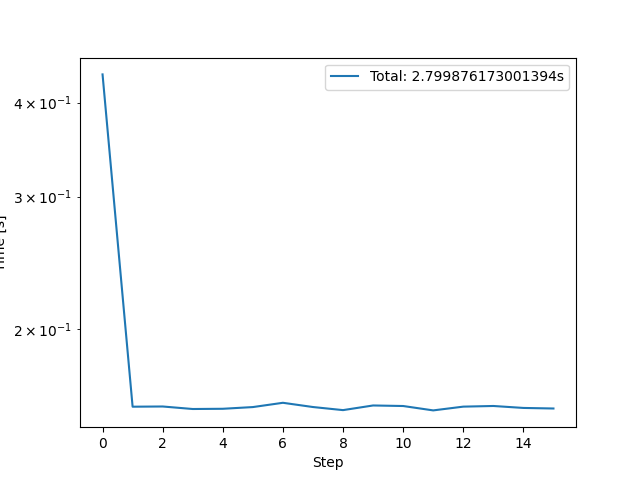 Total: 2.799876173001394s
4 × 10⁻¹
3 × 10⁻¹
2 × 10⁻¹
[s]
0 2 4 6 8 10 12 14
Step